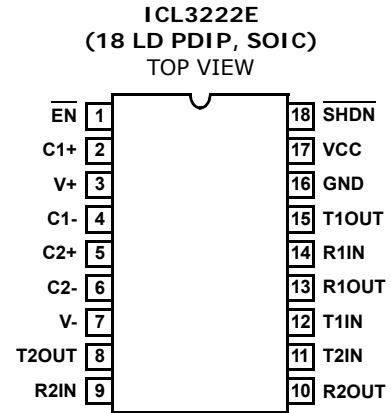 ICL3222E
(18 LD PDIP, SOIC)
TOP VIEW
EN 1 18 SHDN
C1+ 2 17 VCC
V+ 3 16 GND
C1- 4 15 T1OUT
C2+ 5 14 R1IN
C2- 6 13 R1OUT
V- 7 12 T1IN
T2OUT 8 11 T2IN
R2IN 9 10 R2OUT